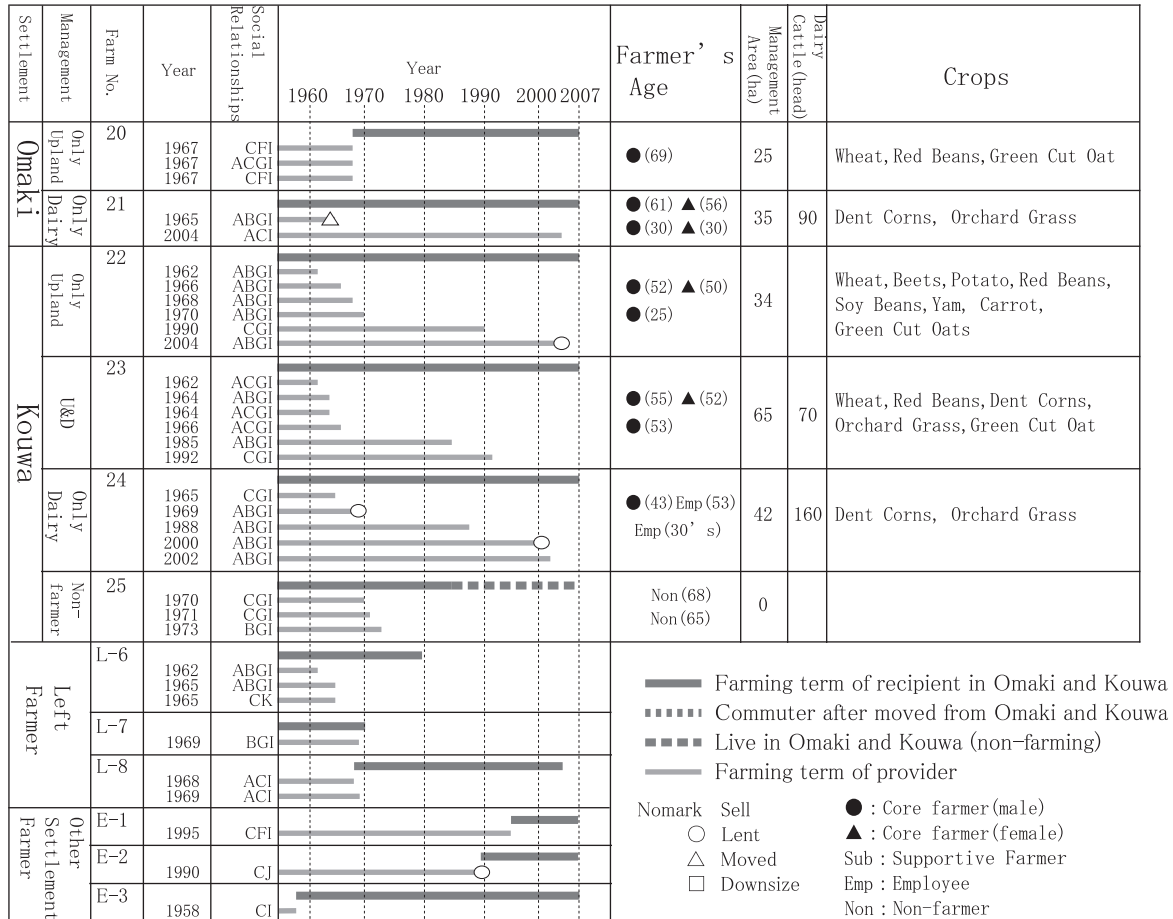 Settlement
Management
Farm No.
Year
Social
Relationships
Year
1960 1970 1980 1990 2000 2007
Farmer's
Age
Management
Area(ha)
Dairy
Cattle(head)
Crops
Omaki
Only
Upland
20
1967 CFI
1967 ACGI
1967 CFI
(69)
25
Wheat,Red Beans,Green Cut Oat
Only
Dairy
21
1965 ABGI
2004 ACI
(61) (56)
(30) (30)
35
90
Dent Corns, Orchard Grass
Kouwa
Only
Upland
22
1962 ABGI
1966 ABGI
1968 ABGI
1970 ABGI
1990 CGI
2004 ABGI
(52) (50)
(25)
34
Wheat,Beets,Potato,Red Beans,
Soy Beans,Yam, Carrot,
Green Cut Oats
U&D
23
1962 ACGI
1964 ABGI
1964 ACGI
1966 ACGI
1985 ABGI
1992 CGI
(55) (52)
(53)
65
70
Wheat,Red Beans,Dent Corns,
Orchard Grass,Green Cut Oat
Only
Dairy
24
1965 CGI
1969 ABGI
1988 ABGI
2000 ABGI
2002 ABGI
(43)Emp(53)
Emp(30's)
42
160
Dent Corns, Orchard Grass
Non-
farmer
25
1970 CGI
1971 CGI
1973 BGI
Non(68)
Non(65)
0
Left
Farmer
L-6
1962 ABGI
1965 ABGI
1965 CK
L-7
1969 BGI
L-8
1968 ACI
1969 ACI
Other
Settlement
Farmer
E-1
1995 CFI
E-2
1990 CJ
E-3
1958 CI
Farming term of recipient in Omaki and Kouwa
Commuter after moved from Omaki and Kouwa
Live in Omaki and Kouwa (non-farming)
Farming term of provider
Nomark Sell
Lent
Moved
Downsize
: Core farmer(male)
: Core farmer(female)
Sub : Supportive Farmer
Emp : Employee
Non : Non-farmer